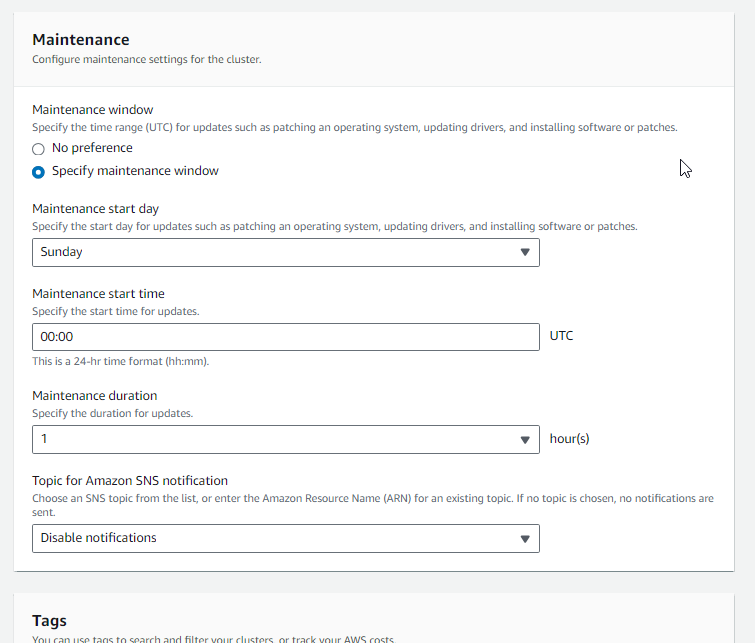 Maintenance
Configure maintenance settings for the cluster.
Maintenance window
Specify the time range (UTC) for updates such as patching an operating system, updating drivers, and installing software or patches.
No preference
Specify maintenance window
Maintenance start day
Specify the start day for updates such as patching an operating system, updating drivers, and installing software or patches.
Sunday
Maintenance start time
Specify the start time for updates.
00:00 UTC
This is a 24-hr time format (hh:mm).
Maintenance duration
Specify the duration for updates.
1 hour(s)
Topic for Amazon SNS notification
Choose an SNS topic from the list, or enter the Amazon Resource Name (ARN) for an existing topic. If no topic is chosen, no notifications are
sent.
Disable notifications
Tags
You can use tags to search and filter your clusters, or track your AWS costs.